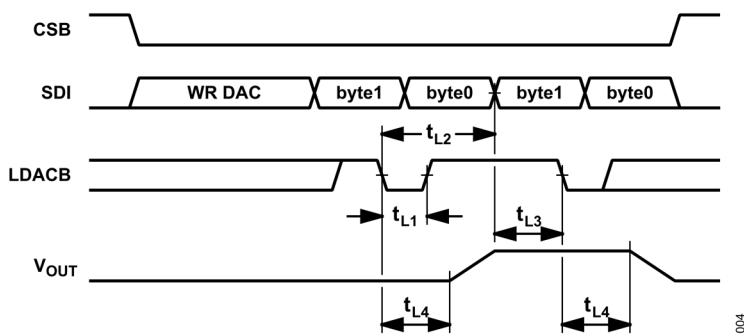 CSB
SDI WR DAC byte1 byte0 byte1 byte0
tL2
LDACB
tL1 tL3
VOUT
tL4 tL4
004